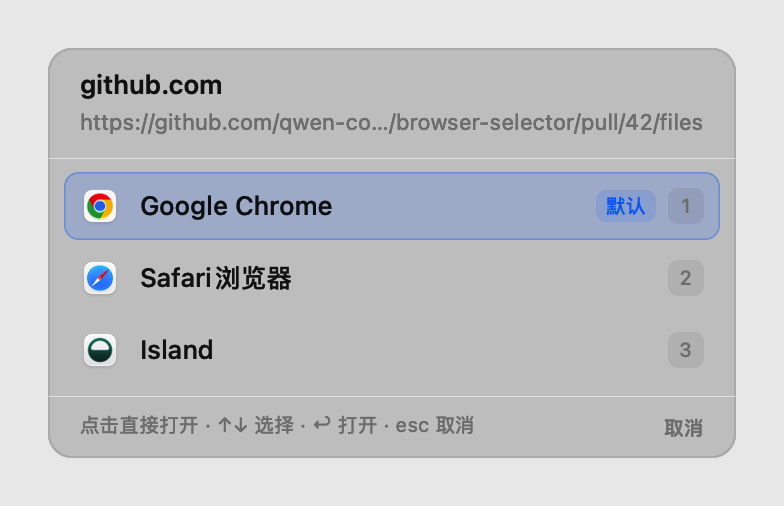 github.com
https://github.com/qwen-co.../browser-selector/pull/42/files
Google Chrome 默认 1
Safari浏览器 2
Island 3
点击直接打开 · ↑↓ 选择 · ↩ 打开 · esc 取消 取消